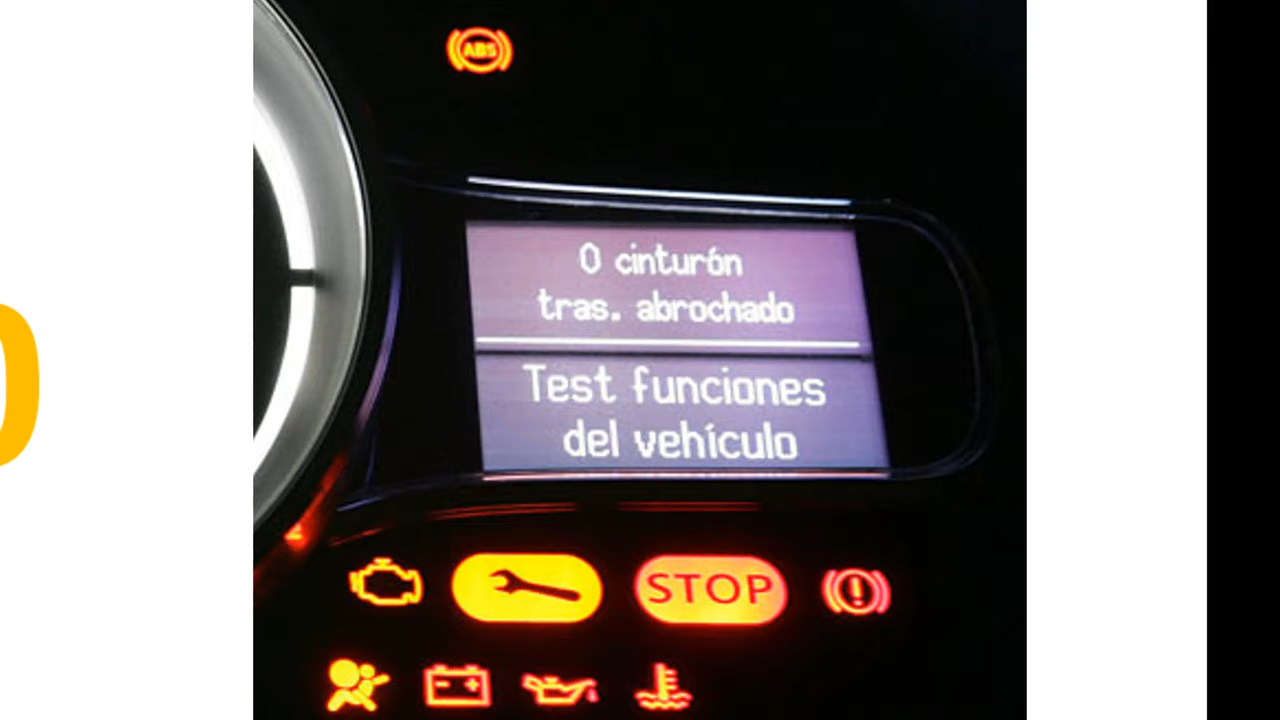 ABS
0 cinturón
tras. abrochado
Test funciones
del vehículo
STOP